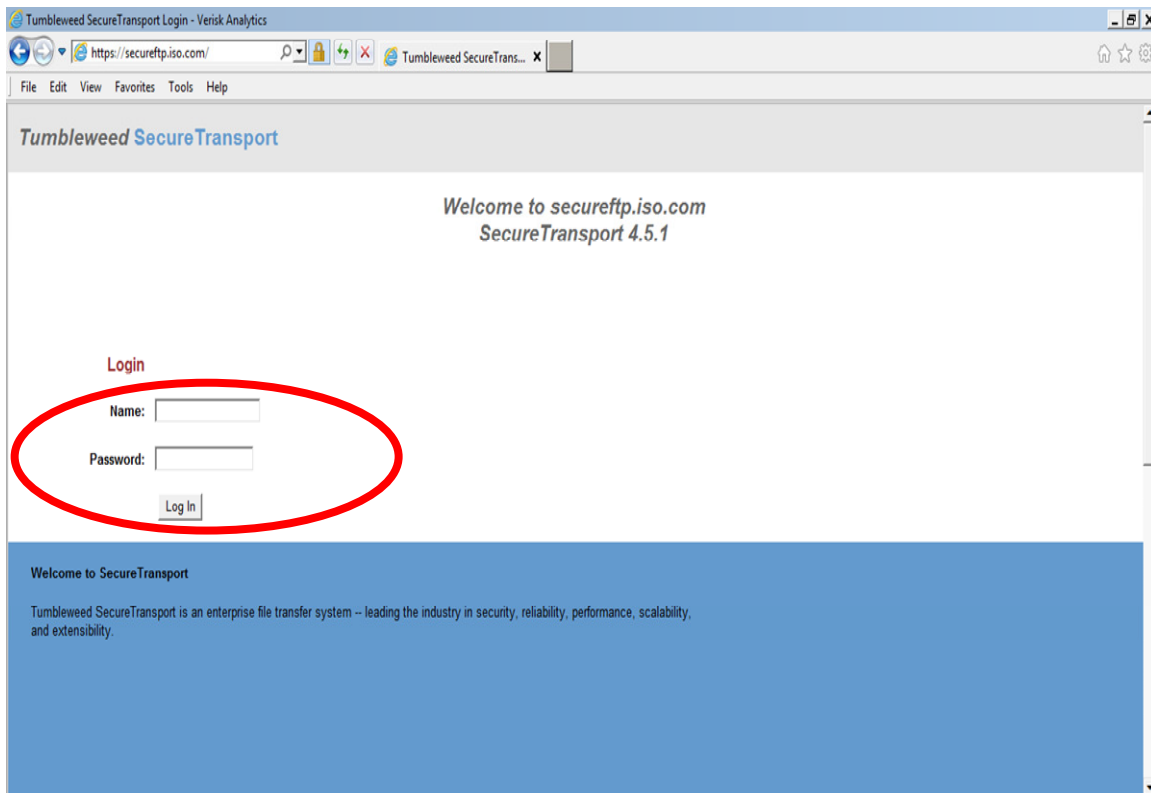 Tumbleweed SecureTransport Login - Verisk Analytics
https://secureftp.iso.com/
Tumbleweed SecureTrans...
File Edit View Favorites Tools Help
Tumbleweed SecureTransport
Welcome to secureftp.iso.com
SecureTransport 4.5.1
Login
Name:
Password:
Log In
Welcome to SecureTransport
Tumbleweed SecureTransport is an enterprise file transfer system -- leading the industry in security, reliability, performance, scalability,
and extensibility.